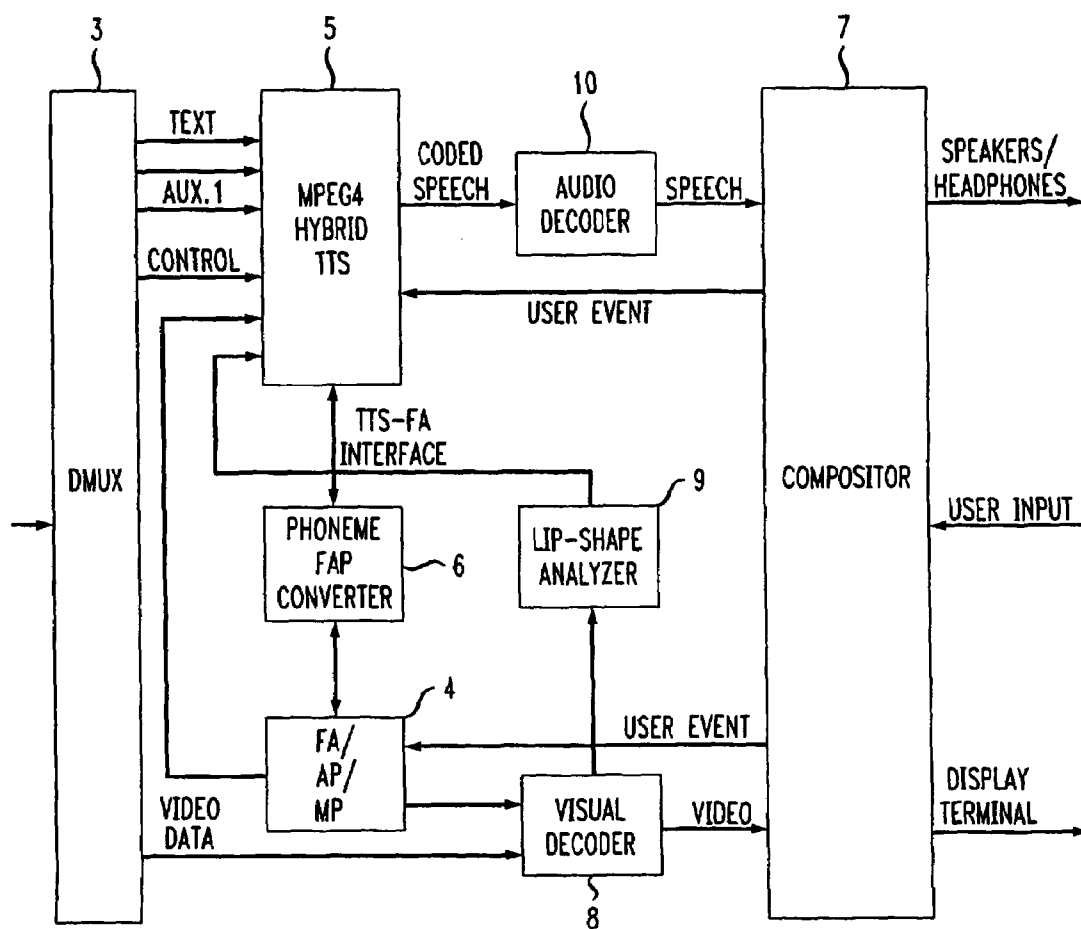 3
5
7
10
TEXT
AUX.1
CONTROL
MPEG4
HYBRID
TTS
CODED
SPEECH
AUDIO
DECODER
SPEECH
SPEAKERS/
HEADPHONES
USER EVENT
TTS-FA
INTERFACE
DMUX
COMPOSITOR
9
USER INPUT
PHONEME
FAP
CONVERTER
6
LIP-SHAPE
ANALYZER
4
FA/
AP/
MP
USER EVENT
VIDEO
DATA
VISUAL
DECODER
VIDEO
DISPLAY
TERMINAL
8